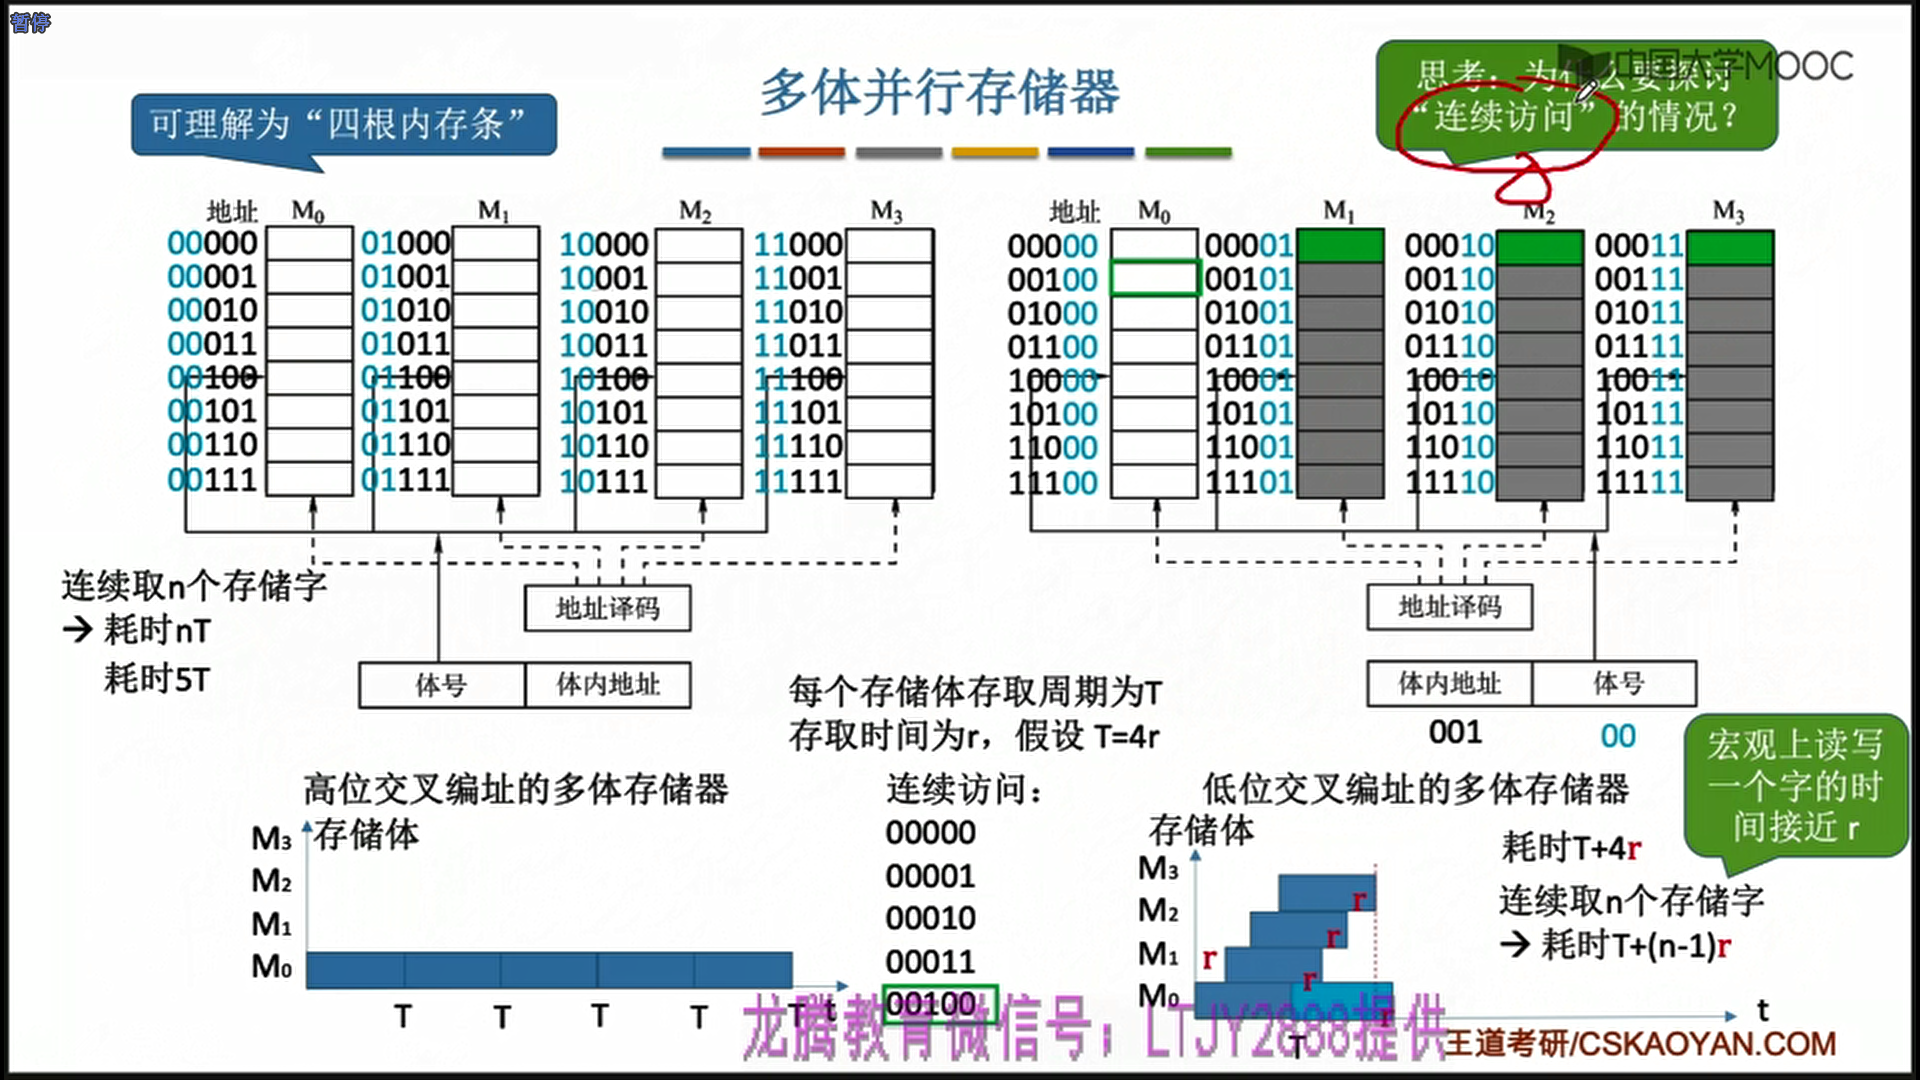 暂停
多体并行存储器
可理解为“四根内存条”
中国大学MOOC
思考：为什么要探讨
“连续访问”的情况？
地址 M₀ M₁ M₂ M₃
00000 01000 10000 11000
00001 01001 10001 11001
00010 01010 10010 11010
00011 01011 10011 11011
00100 01100 10100 11100
00101 01101 10101 11101
00110 01110 10110 11110
00111 01111 10111 11111
地址译码
体号 体内地址
连续取n个存储字
→ 耗时nT
耗时5T
地址 M₀ M₁ M₂ M₃
00000 00001 00010 00011
00100 00101 00110 00111
01000 01001 01010 01011
01100 01101 01110 01111
10000 10001 10010 10011
10100 10101 10110 10111
11000 11001 11010 11011
11100 11101 11110 11111
地址译码
体内地址 体号
001 00
每个存储体存取周期为T
存取时间为r，假设 T=4r
宏观上读写
一个字的时
间接近 r
高位交叉编址的多体存储器
存储体
M₃
M₂
M₁
M₀
T T T T T t
连续访问：
00000
00001
00010
00011
00100
低位交叉编址的多体存储器
存储体
M₃ r
M₂ r
M₁ r r
M₀ r
T
t
耗时T+4r
连续取n个存储字
→ 耗时T+(n-1)r
龙腾教育微信号：LTJY2888提供
王道考研/CSKAOYAN.COM